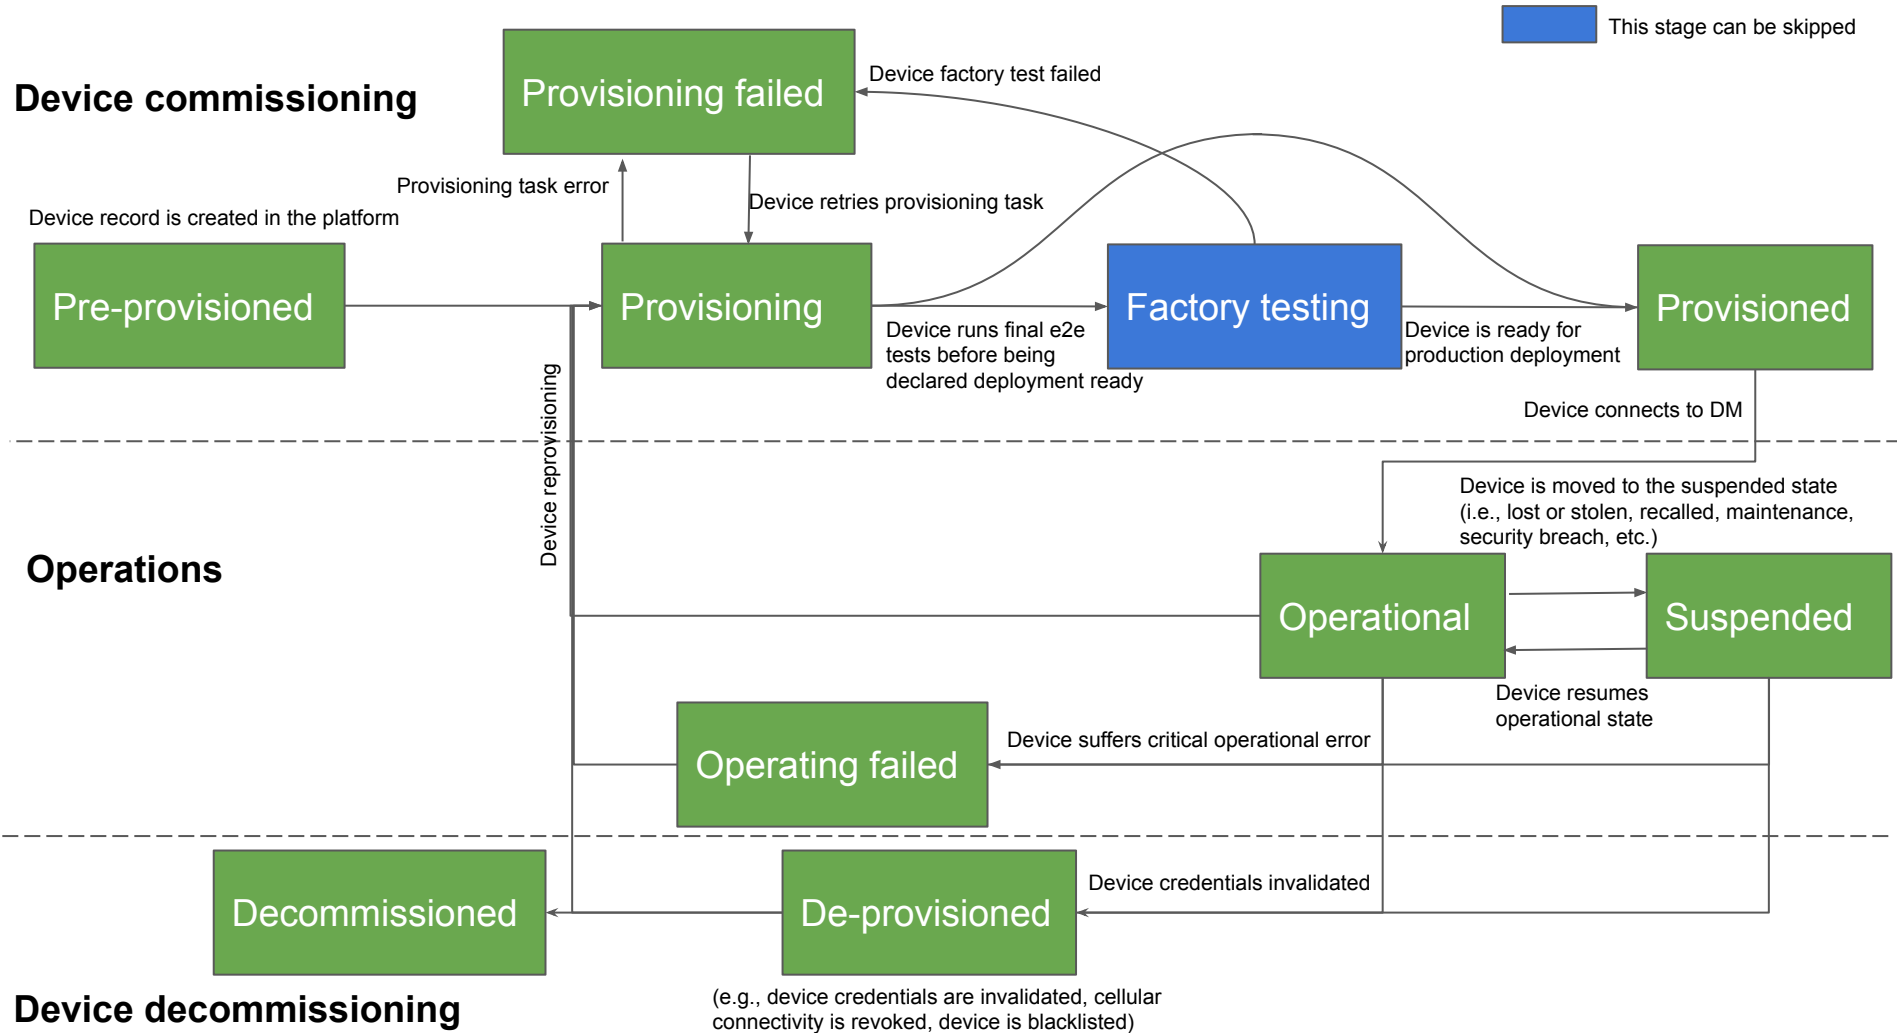 This stage can be skipped
Device commissioning
Provisioning failed
Device factory test failed
Provisioning task error
Device retries provisioning task
Device record is created in the platform
Pre-provisioned
Provisioning
Factory testing
Provisioned
Device runs final e2e
tests before being
declared deployment ready
Device is ready for
production deployment
Device reprovisioning
Device connects to DM
Operations
Device is moved to the suspended state
(i.e., lost or stolen, recalled, maintenance,
security breach, etc.)
Operational
Suspended
Device resumes
operational state
Operating failed
Device suffers critical operational error
Decommissioned
De-provisioned
Device credentials invalidated
Device decommissioning
(e.g., device credentials are invalidated, cellular
connectivity is revoked, device is blacklisted)